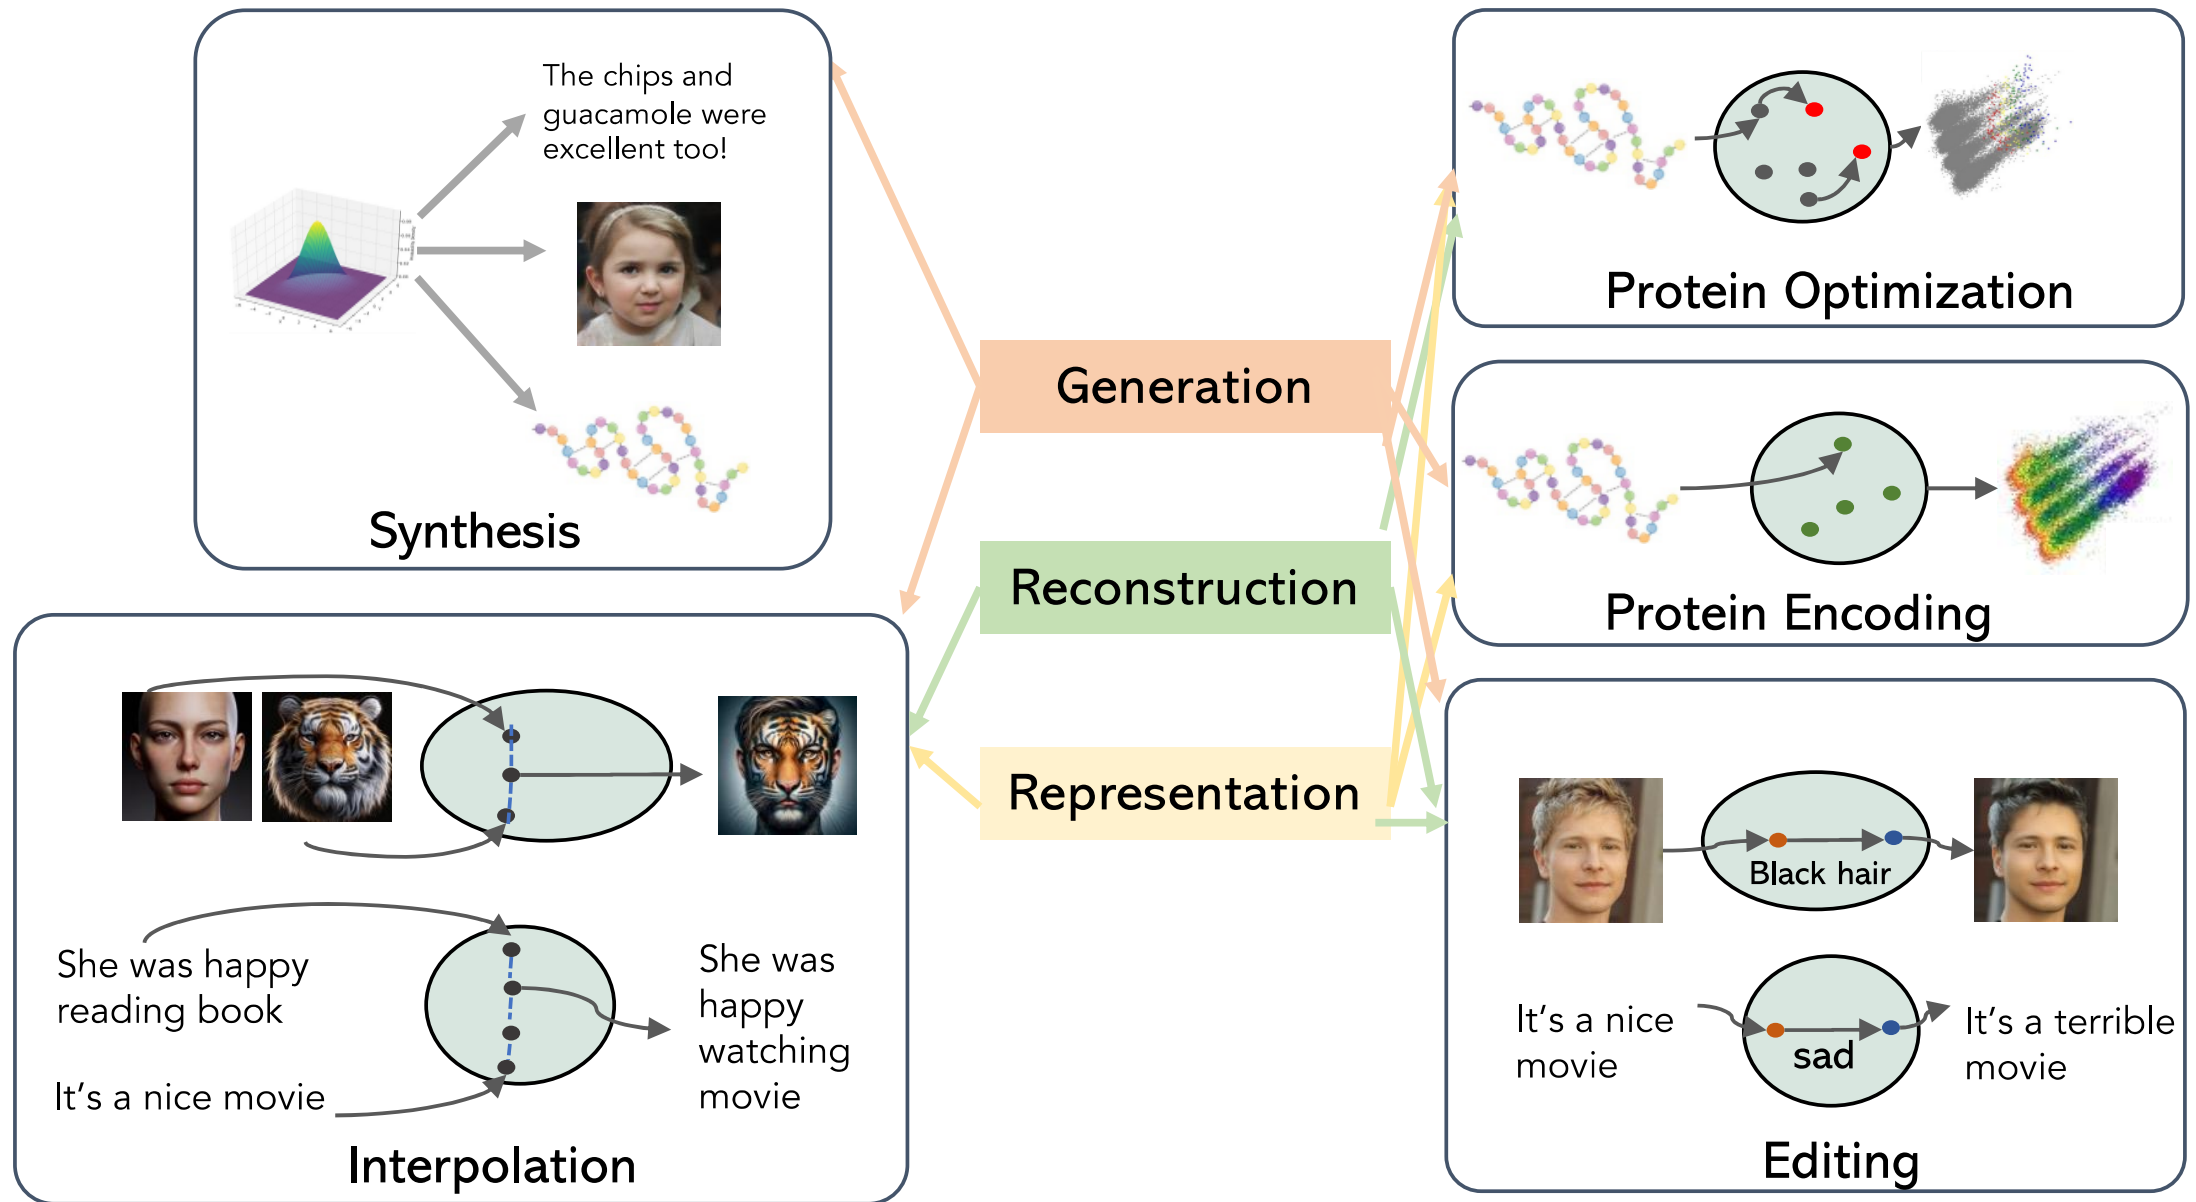 The chips and
guacamole were
excellent too!
Synthesis
Generation
Reconstruction
Representation
Protein Optimization
Protein Encoding
She was happy
reading book
It's a nice movie
She was
happy
watching
movie
Interpolation
Black hair
It's a nice
movie
sad
It's a terrible
movie
Editing